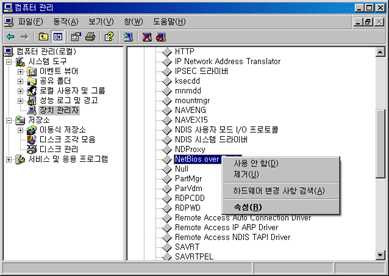 컴퓨터 관리
파일(F) 동작(A) 보기(V) 창(W) 도움말(H)
컴퓨터 관리(로컬)
시스템 도구
이벤트 뷰어
공유 폴더
로컬 사용자 및 그룹
성능 로그 및 경고
장치 관리자
저장소
이동식 저장소
디스크 조각 모음
디스크 관리
서비스 및 응용 프로그램
HTTP
IP Network Address Translator
IPSEC 드라이버
ksecdd
mnmdd
mountmgr
NAVENG
NAVEX15
NDIS 사용자 모드 I/O 프로토콜
NDIS 시스템 드라이버
NDProxy
NetBios over
Null
PartMgr
ParVdm
RDPCDD
RDPWD
Remote Access Auto Connection Driver
Remote Access IP ARP Driver
Remote Access NDIS TAPI Driver
SAVRT
SAVRTPEL
사용 안 함(D)
제거(U)
하드웨어 변경 사항 검색(A)
속성(R)